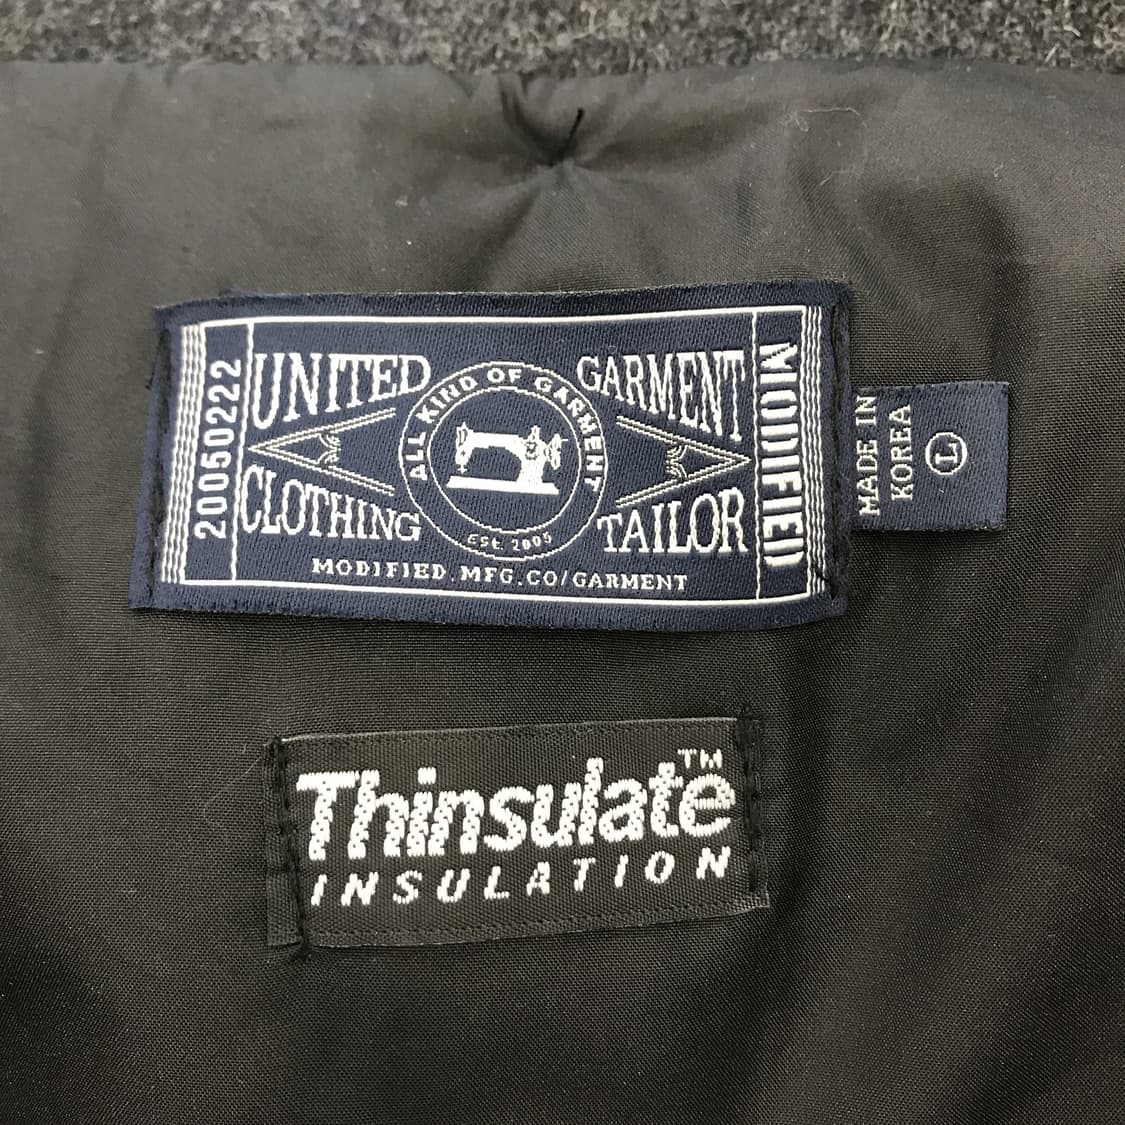 20050222
UNITED
CLOTHING
ALL KIND OF GARMENT
EST. 2005
GARMENT
TAILOR
MODIFIED
MODIFIED.MFG.CO/GARMENT
MADE IN
KOREA
L
Thinsulate™
INSULATION